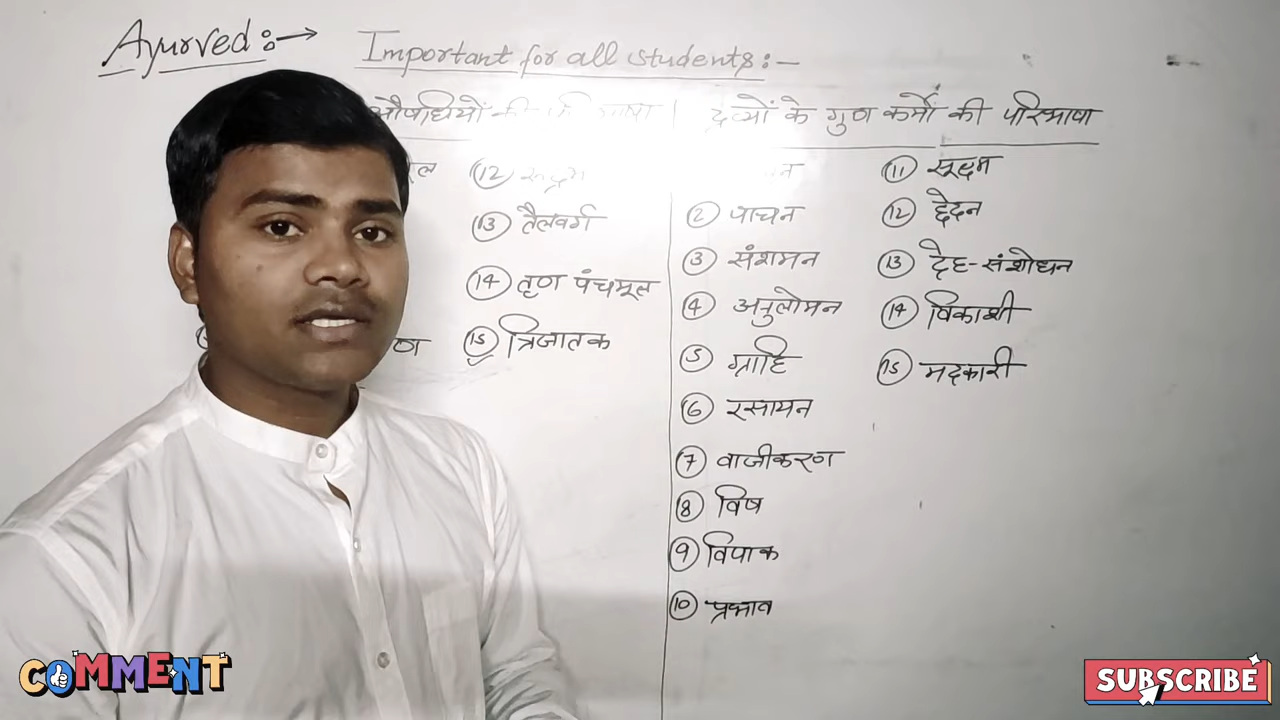 Ayurved :→ Important for all students :-
औषधियों की
द्रव्यों के गुण कर्मों की परिभाषा
⑬ तैलवर्ग
⑭ तृण पंचमूल
⑮ त्रिजातक
② पाचन
③ संशमन
④ अनुलोमन
⑤ ग्राहि
⑥ रसायन
⑦ वाजीकरण
⑧ विष
⑨ विपाक
⑩ प्रभाव
⑪ सूक्ष्म
⑫ छेदन
⑬ देह-संशोधन
⑭ विकाशी
⑮ मदकारी
COMMENT
SUBSCRIBE